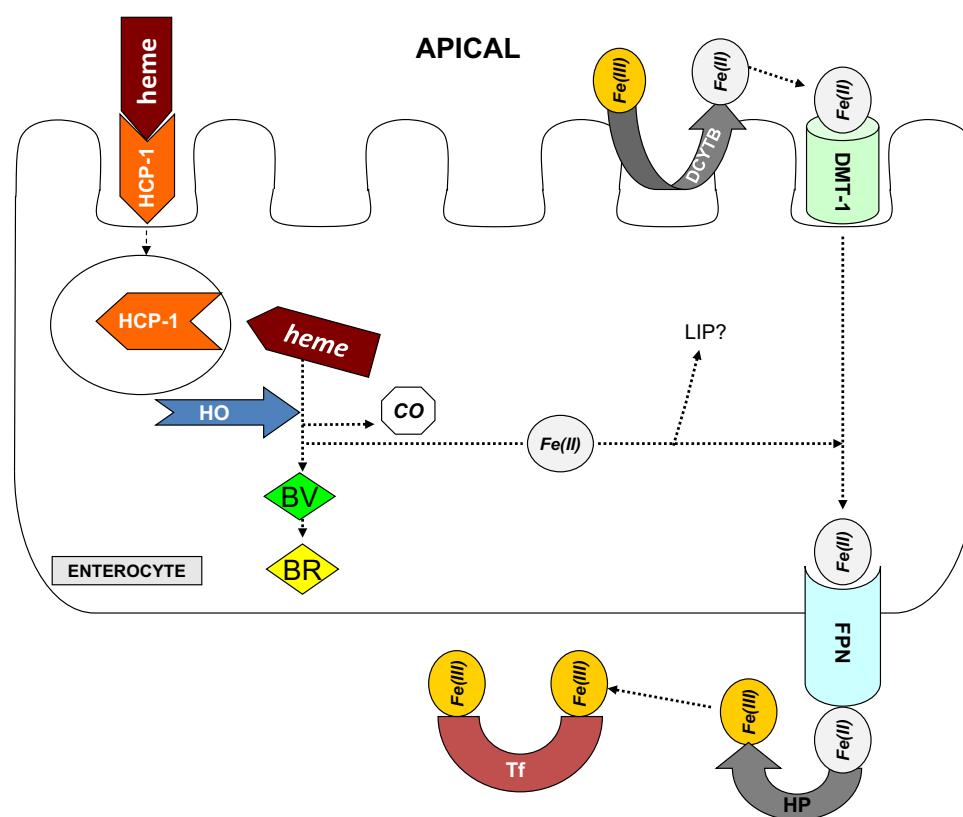 heme
APICAL
Fe(III)
Fe(II)
Fe(II)
HCP-1
DCYTB
DMT-1
HCP-1
heme
LIP?
HO
CO
Fe(II)
BV
Fe(II)
ENTEROCYTE
BR
FPN
Fe(III)
Fe(III)
Fe(III)
Fe(II)
Tf
HP